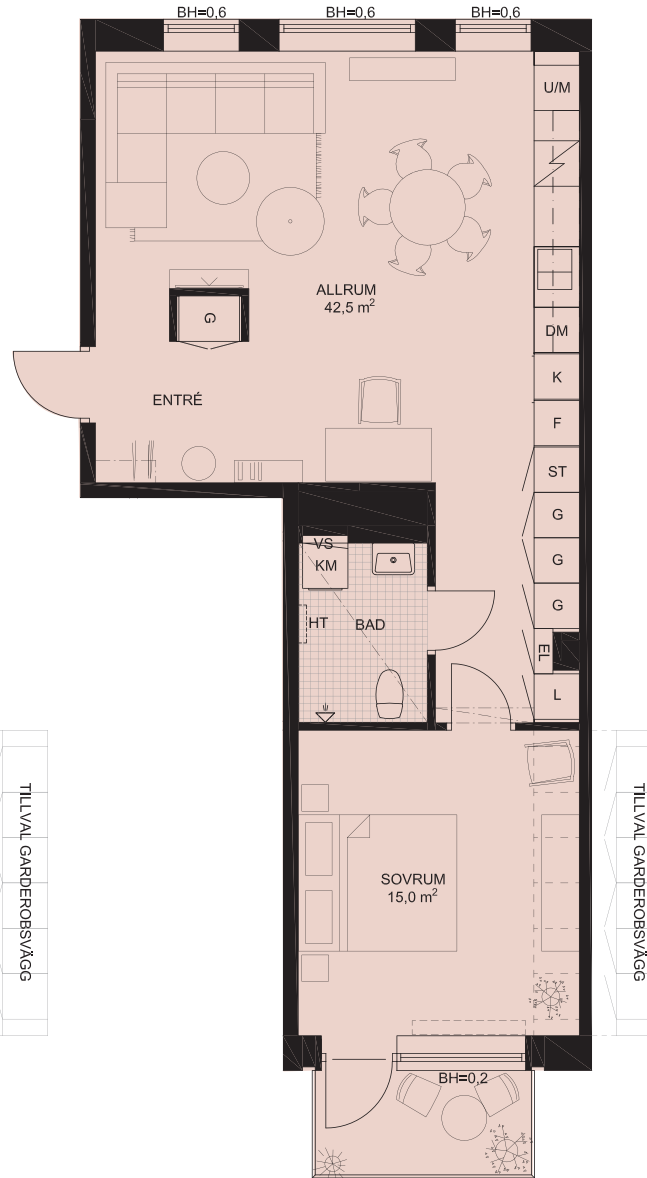 BH=0,6
BH=0,6
BH=0,6
U/M
ALLRUM
42,5 m²
G
DM
K
ENTRÉ
F
ST
G
VS
KM
G
HT
BAD
G
EL
L
TILLVAL GARDEROBSVÄGG
TILLVAL GARDEROBSVÄGG
SOVRUM
15,0 m²
BH=0,2